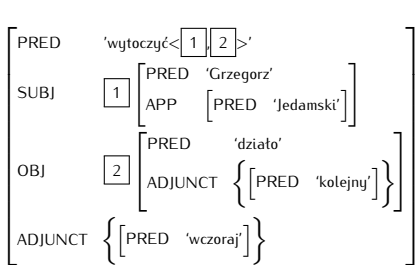 PRED 'wytoczyć<1,2>'
SUBJ 1 PRED 'Grzegorz'
APP PRED 'Jedamski'
OBJ 2 PRED 'działo'
ADJUNCT {PRED 'kolejny'}
ADJUNCT {PRED 'wczoraj'}